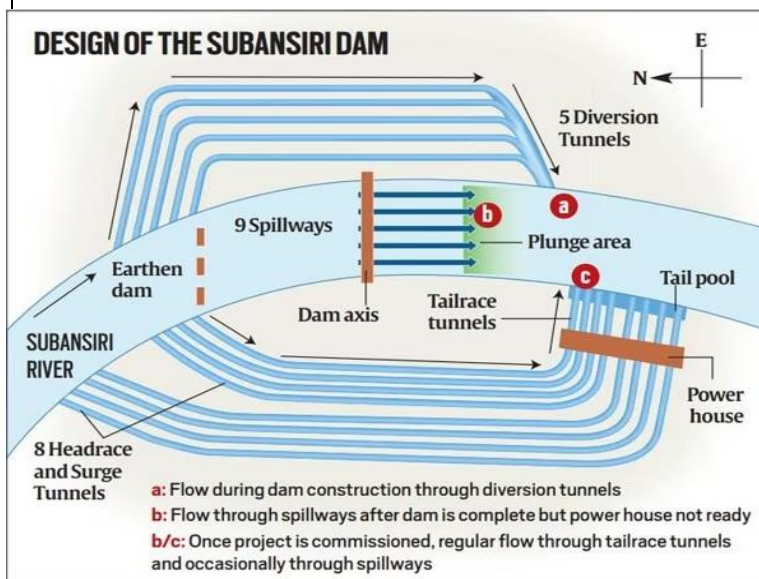 DESIGN OF THE SUBANSIRI DAM
E
N
5 Diversion
Tunnels
9 Spillways
b
a
Plunge area
Earthen
dam
c
Tail pool
Dam axis
Tailrace
tunnels
SUBANSIRI
RIVER
Power
house
8 Headrace
and Surge
Tunnels
a: Flow during dam construction through diversion tunnels
b: Flow through spillways after dam is complete but power house not ready
b/c: Once project is commissioned, regular flow through tailrace tunnels
and occasionally through spillways